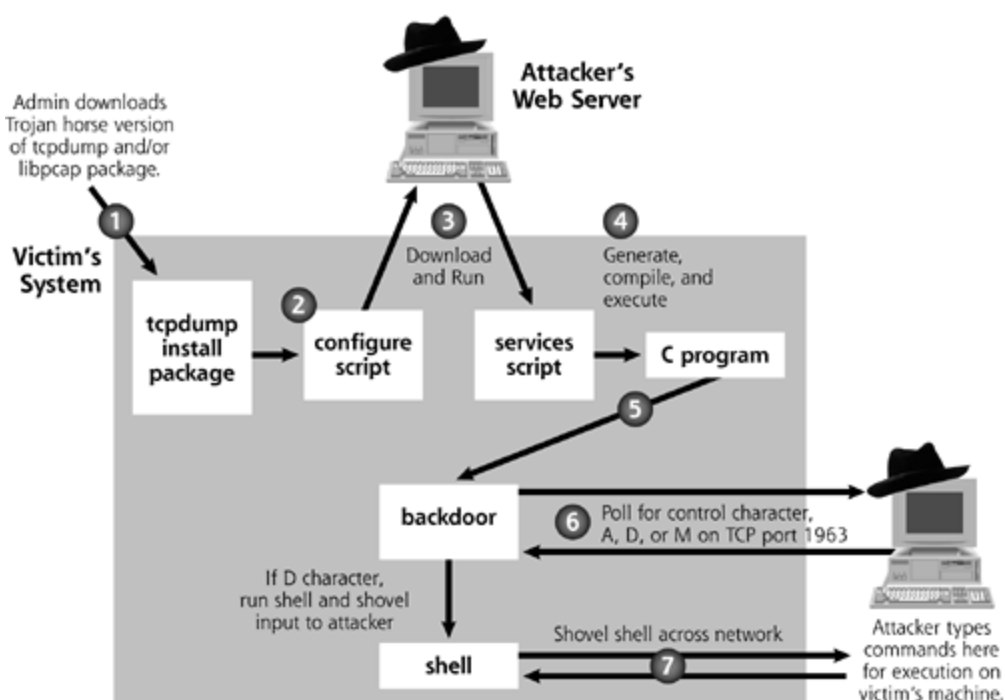 Attacker's
Web Server
Admin downloads
Trojan horse version
of tcpdump and/or
libpcap package.
1
Victim's
System
tcpdump
install
package
2
configure
script
3
Download
and Run
4
Generate,
compile, and
execute
services
script
C program
5
backdoor
6
Poll for control character,
A, D, or M on TCP port 1963
If D character,
run shell and shovel
input to attacker
shell
Shovel shell across network
7
Attacker types
commands here
for execution on
victim's machine.